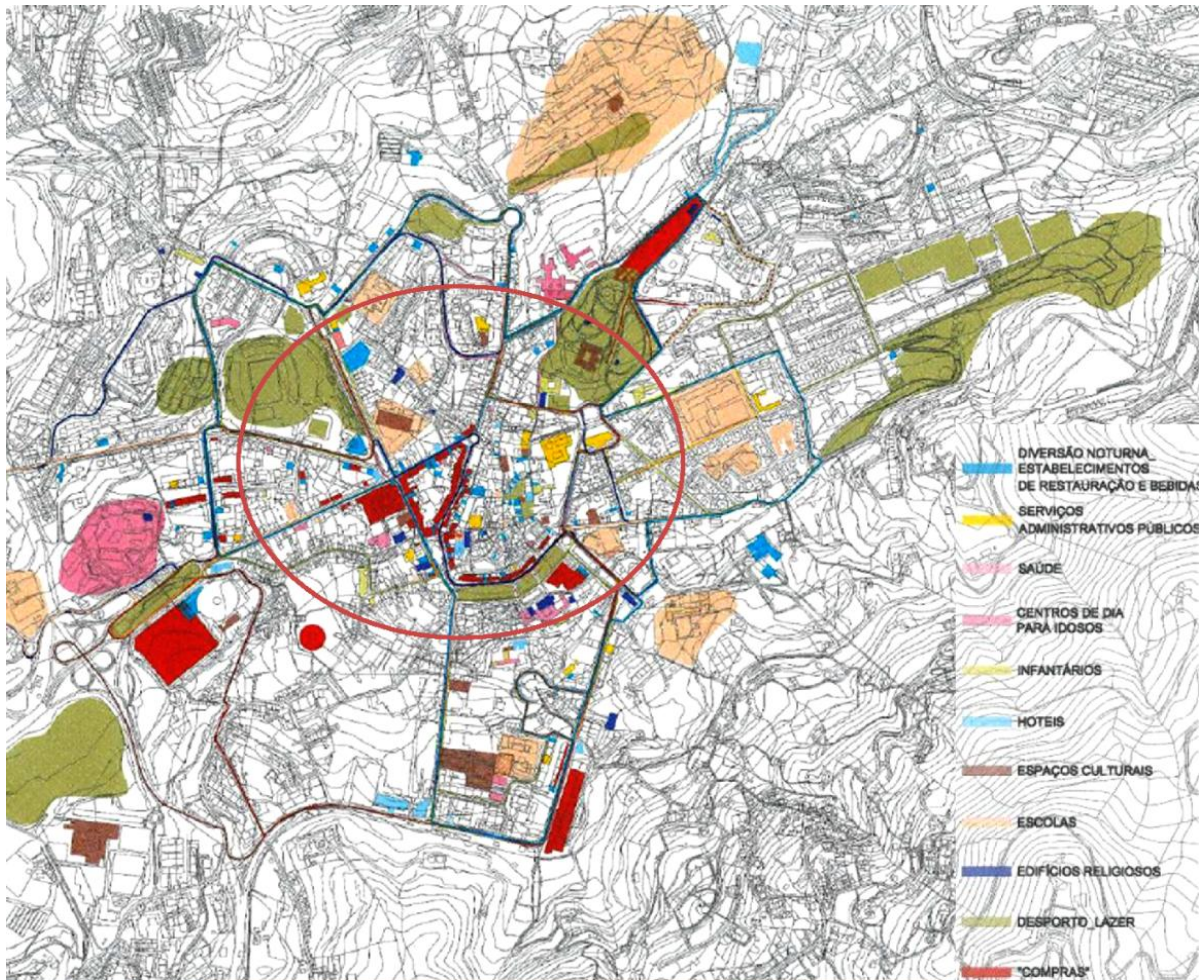 DIVERSÃO NOTURNA_
ESTABELECIMENTOS
DE RESTAURAÇÃO E BEBIDAS
SERVIÇOS
ADMINISTRATIVOS PÚBLICOS
SAÚDE
CENTROS DE DIA
PARA IDOSOS
INFANTÁRIOS
HOTEIS
ESPAÇOS CULTURAIS
ESCOLAS
EDIFÍCIOS RELIGIOSOS
DESPORTO_LAZER
"COMPRAS"